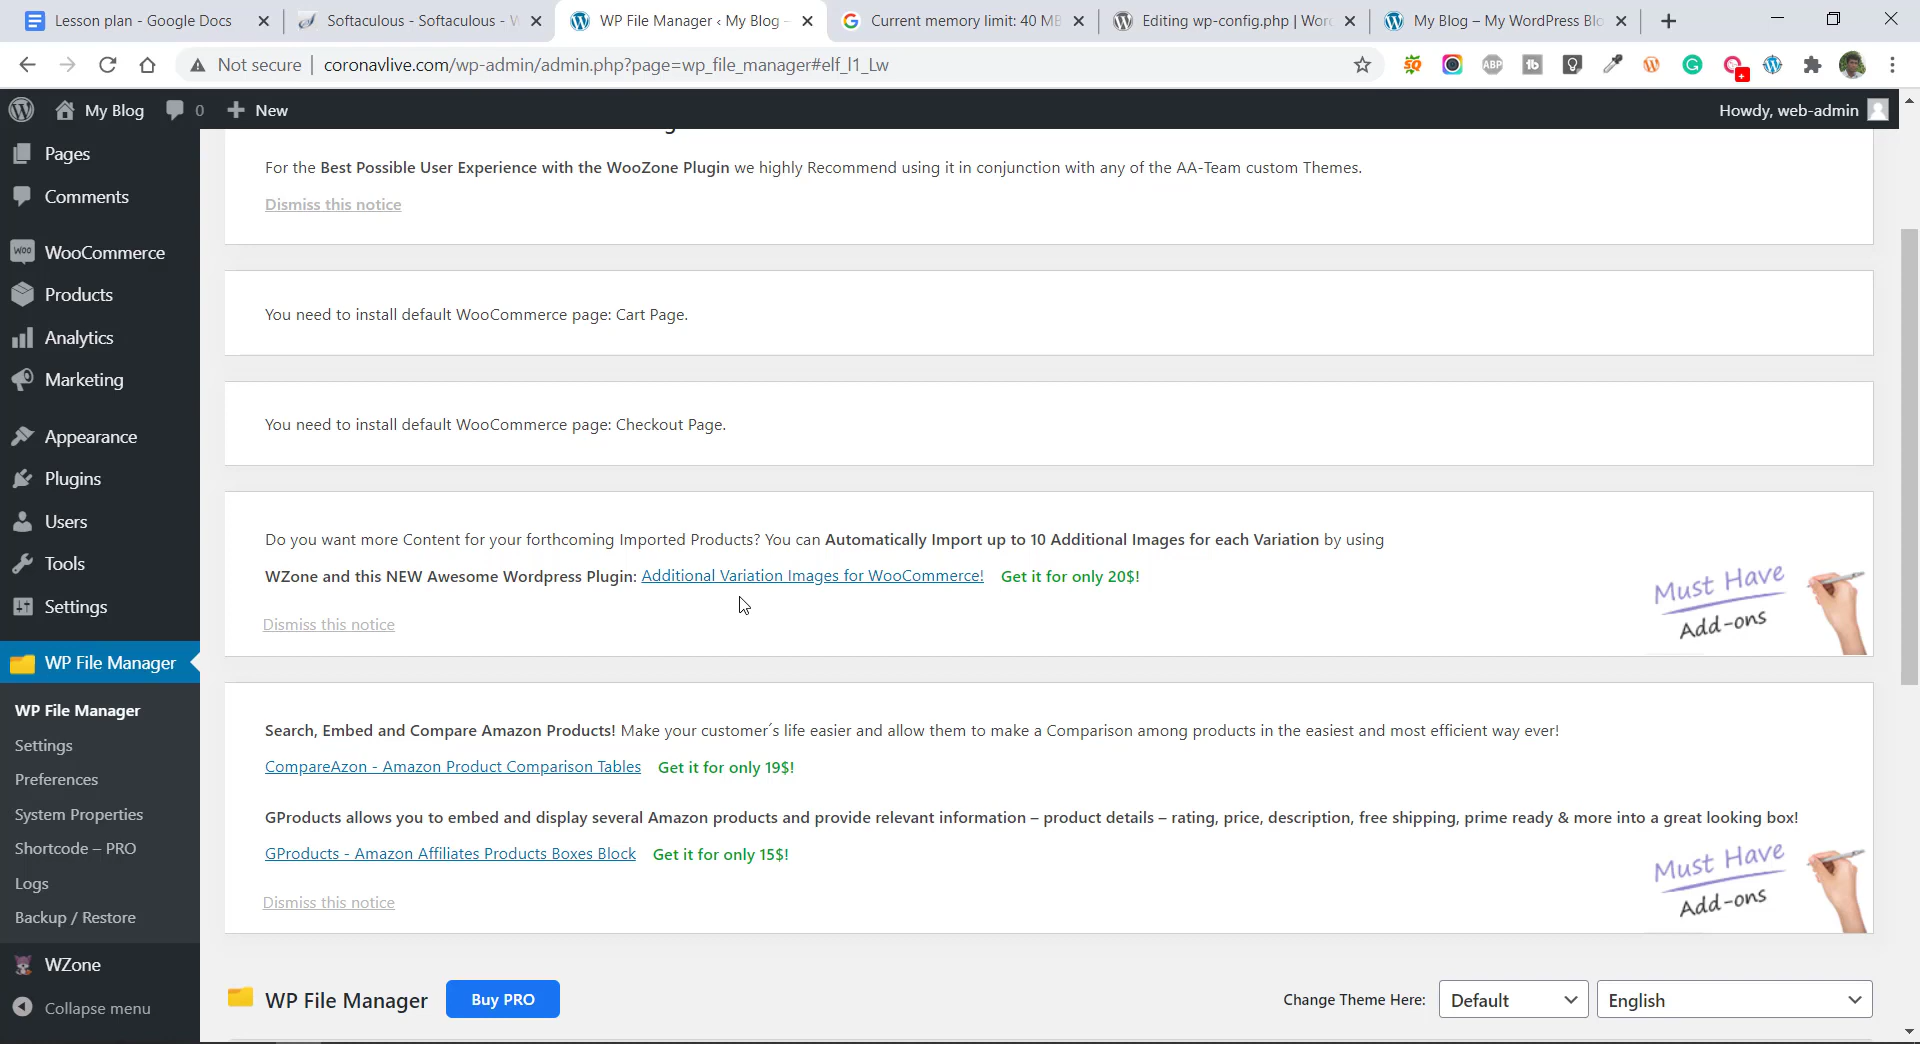 Lesson plan - Google Docs
Softaculous - Softaculous - W
WP File Manager ‹ My Blog –
Current memory limit: 40 MB
Editing wp-config.php | Word
My Blog – My WordPress Blo
Not secure
coronavlive.com/wp-admin/admin.php?page=wp_file_manager#elf_l1_Lw
ABP
My Blog
0
New
Howdy, web-admin
Pages
Comments
WooCommerce
Products
Analytics
Marketing
Appearance
Plugins
Users
Tools
Settings
WP File Manager
WP File Manager
Settings
Preferences
System Properties
Shortcode – PRO
Logs
Backup / Restore
WZone
Collapse menu
For the Best Possible User Experience with the WooZone Plugin we highly Recommend using it in conjunction with any of the AA-Team custom Themes.
Dismiss this notice
You need to install default WooCommerce page: Cart Page.
You need to install default WooCommerce page: Checkout Page.
Do you want more Content for your forthcoming Imported Products? You can Automatically Import up to 10 Additional Images for each Variation by using
WZone and this NEW Awesome Wordpress Plugin: Additional Variation Images for WooCommerce! Get it for only 20$!
Dismiss this notice
Must Have
Add-ons
Search, Embed and Compare Amazon Products! Make your customer´s life easier and allow them to make a Comparison among products in the easiest and most efficient way ever!
CompareAzon - Amazon Product Comparison Tables Get it for only 19$!
GProducts allows you to embed and display several Amazon products and provide relevant information – product details – rating, price, description, free shipping, prime ready & more into a great looking box!
GProducts - Amazon Affiliates Products Boxes Block Get it for only 15$!
Dismiss this notice
Must Have
Add-ons
WP File Manager
Buy PRO
Change Theme Here:
Default
English